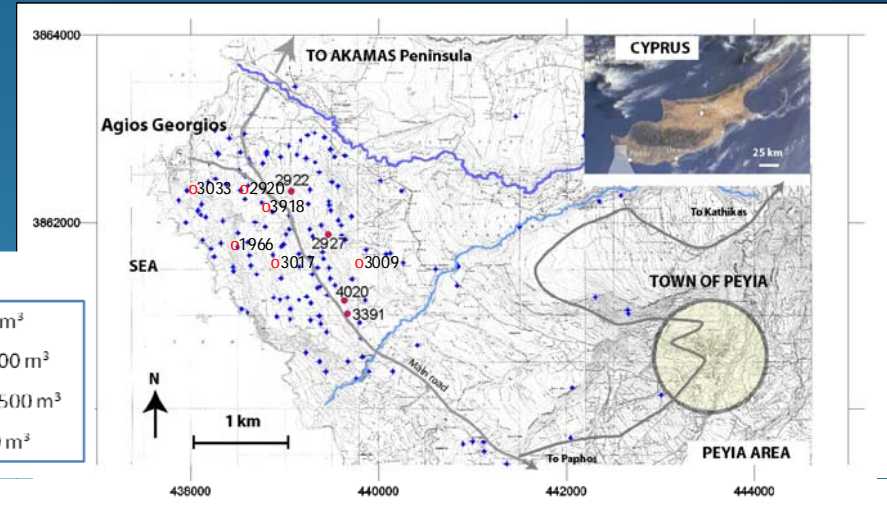 3864000
TO AKAMAS Peninsula
CYPRUS
25 km
Agios Georgios
o3033
o2920
2922
o3918
3862000
To Kathikas
2927
o1966
SEA
o3017
o3009
TOWN OF PEYIA
4020
3391
m³
00 m³
500 m³
m³
N
Main road
1 km
To Paphos
PEYIA AREA
438000
440000
442000
444000